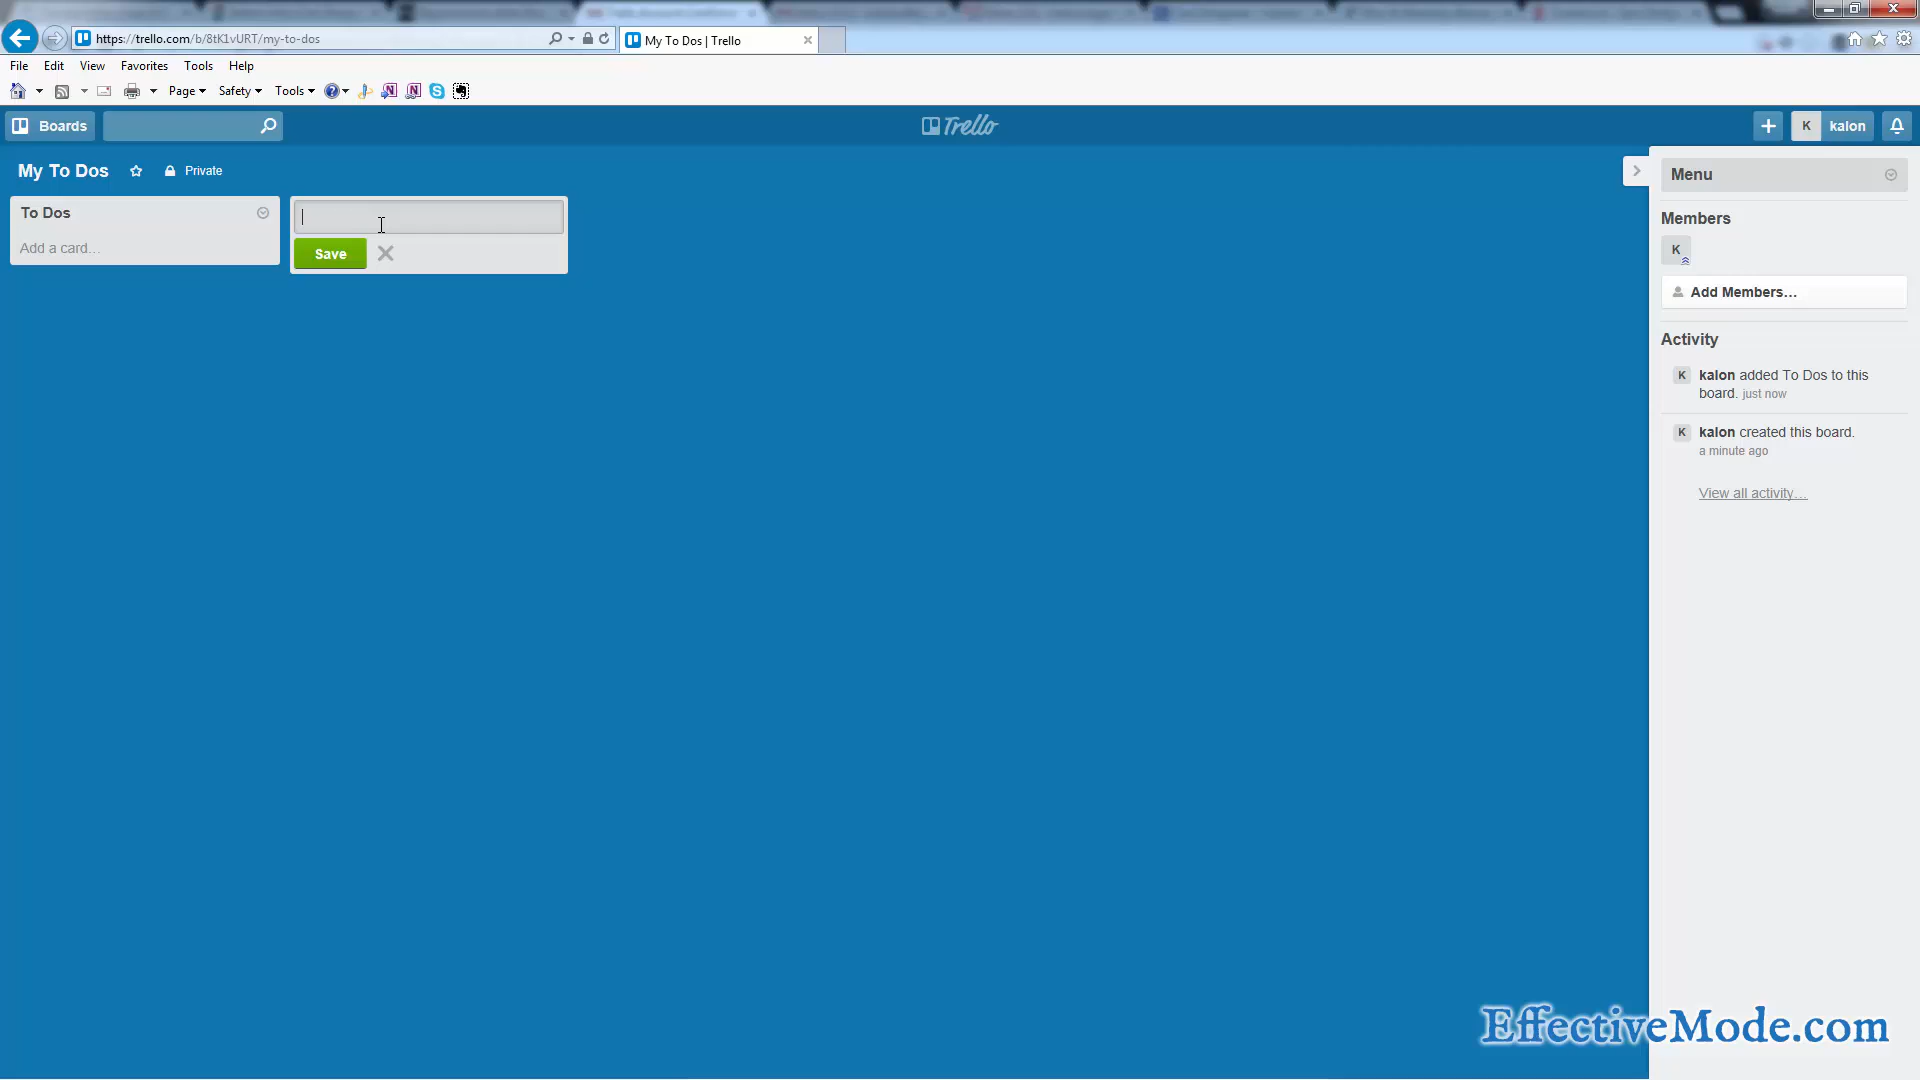 https://trello.com/b/8tK1vURT/my-to-dos
My To Dos | Trello
File Edit View Favorites Tools Help
Page Safety Tools
Boards
Trello
K kalon
My To Dos Private
To Dos
Add a card…
Save
Menu
Members
K
Add Members…
Activity
K kalon added To Dos to this
board. just now
K kalon created this board.
a minute ago
View all activity…
EffectiveMode.com